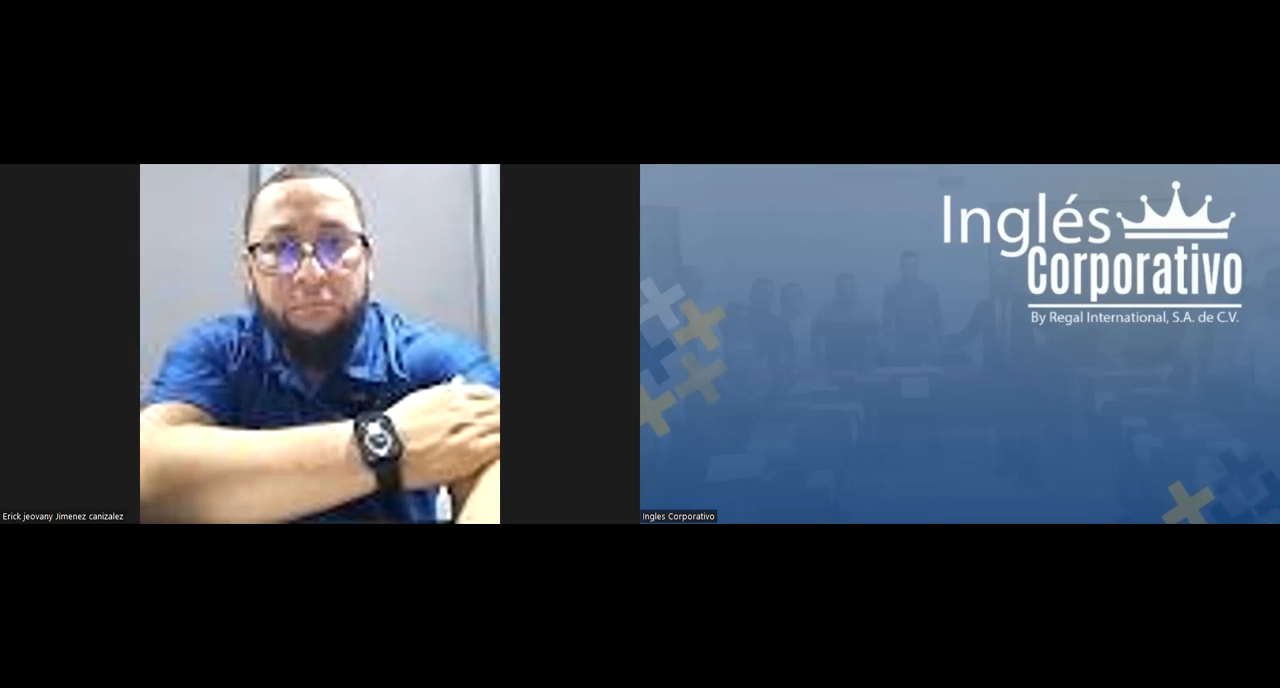 Inglés
Corporativo
By Regal International, S.A. de C.V.
Erick jeovany Jimenez canizalez
Ingles Corporativo